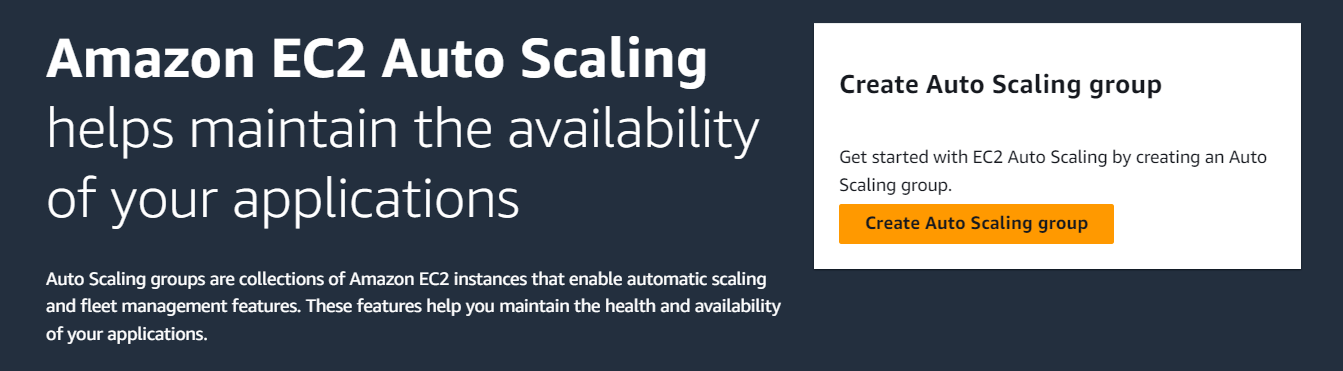 Amazon EC2 Auto Scaling
helps maintain the availability
of your applications
Auto Scaling groups are collections of Amazon EC2 instances that enable automatic scaling
and fleet management features. These features help you maintain the health and availability
of your applications.
Create Auto Scaling group
Get started with EC2 Auto Scaling by creating an Auto
Scaling group.
Create Auto Scaling group